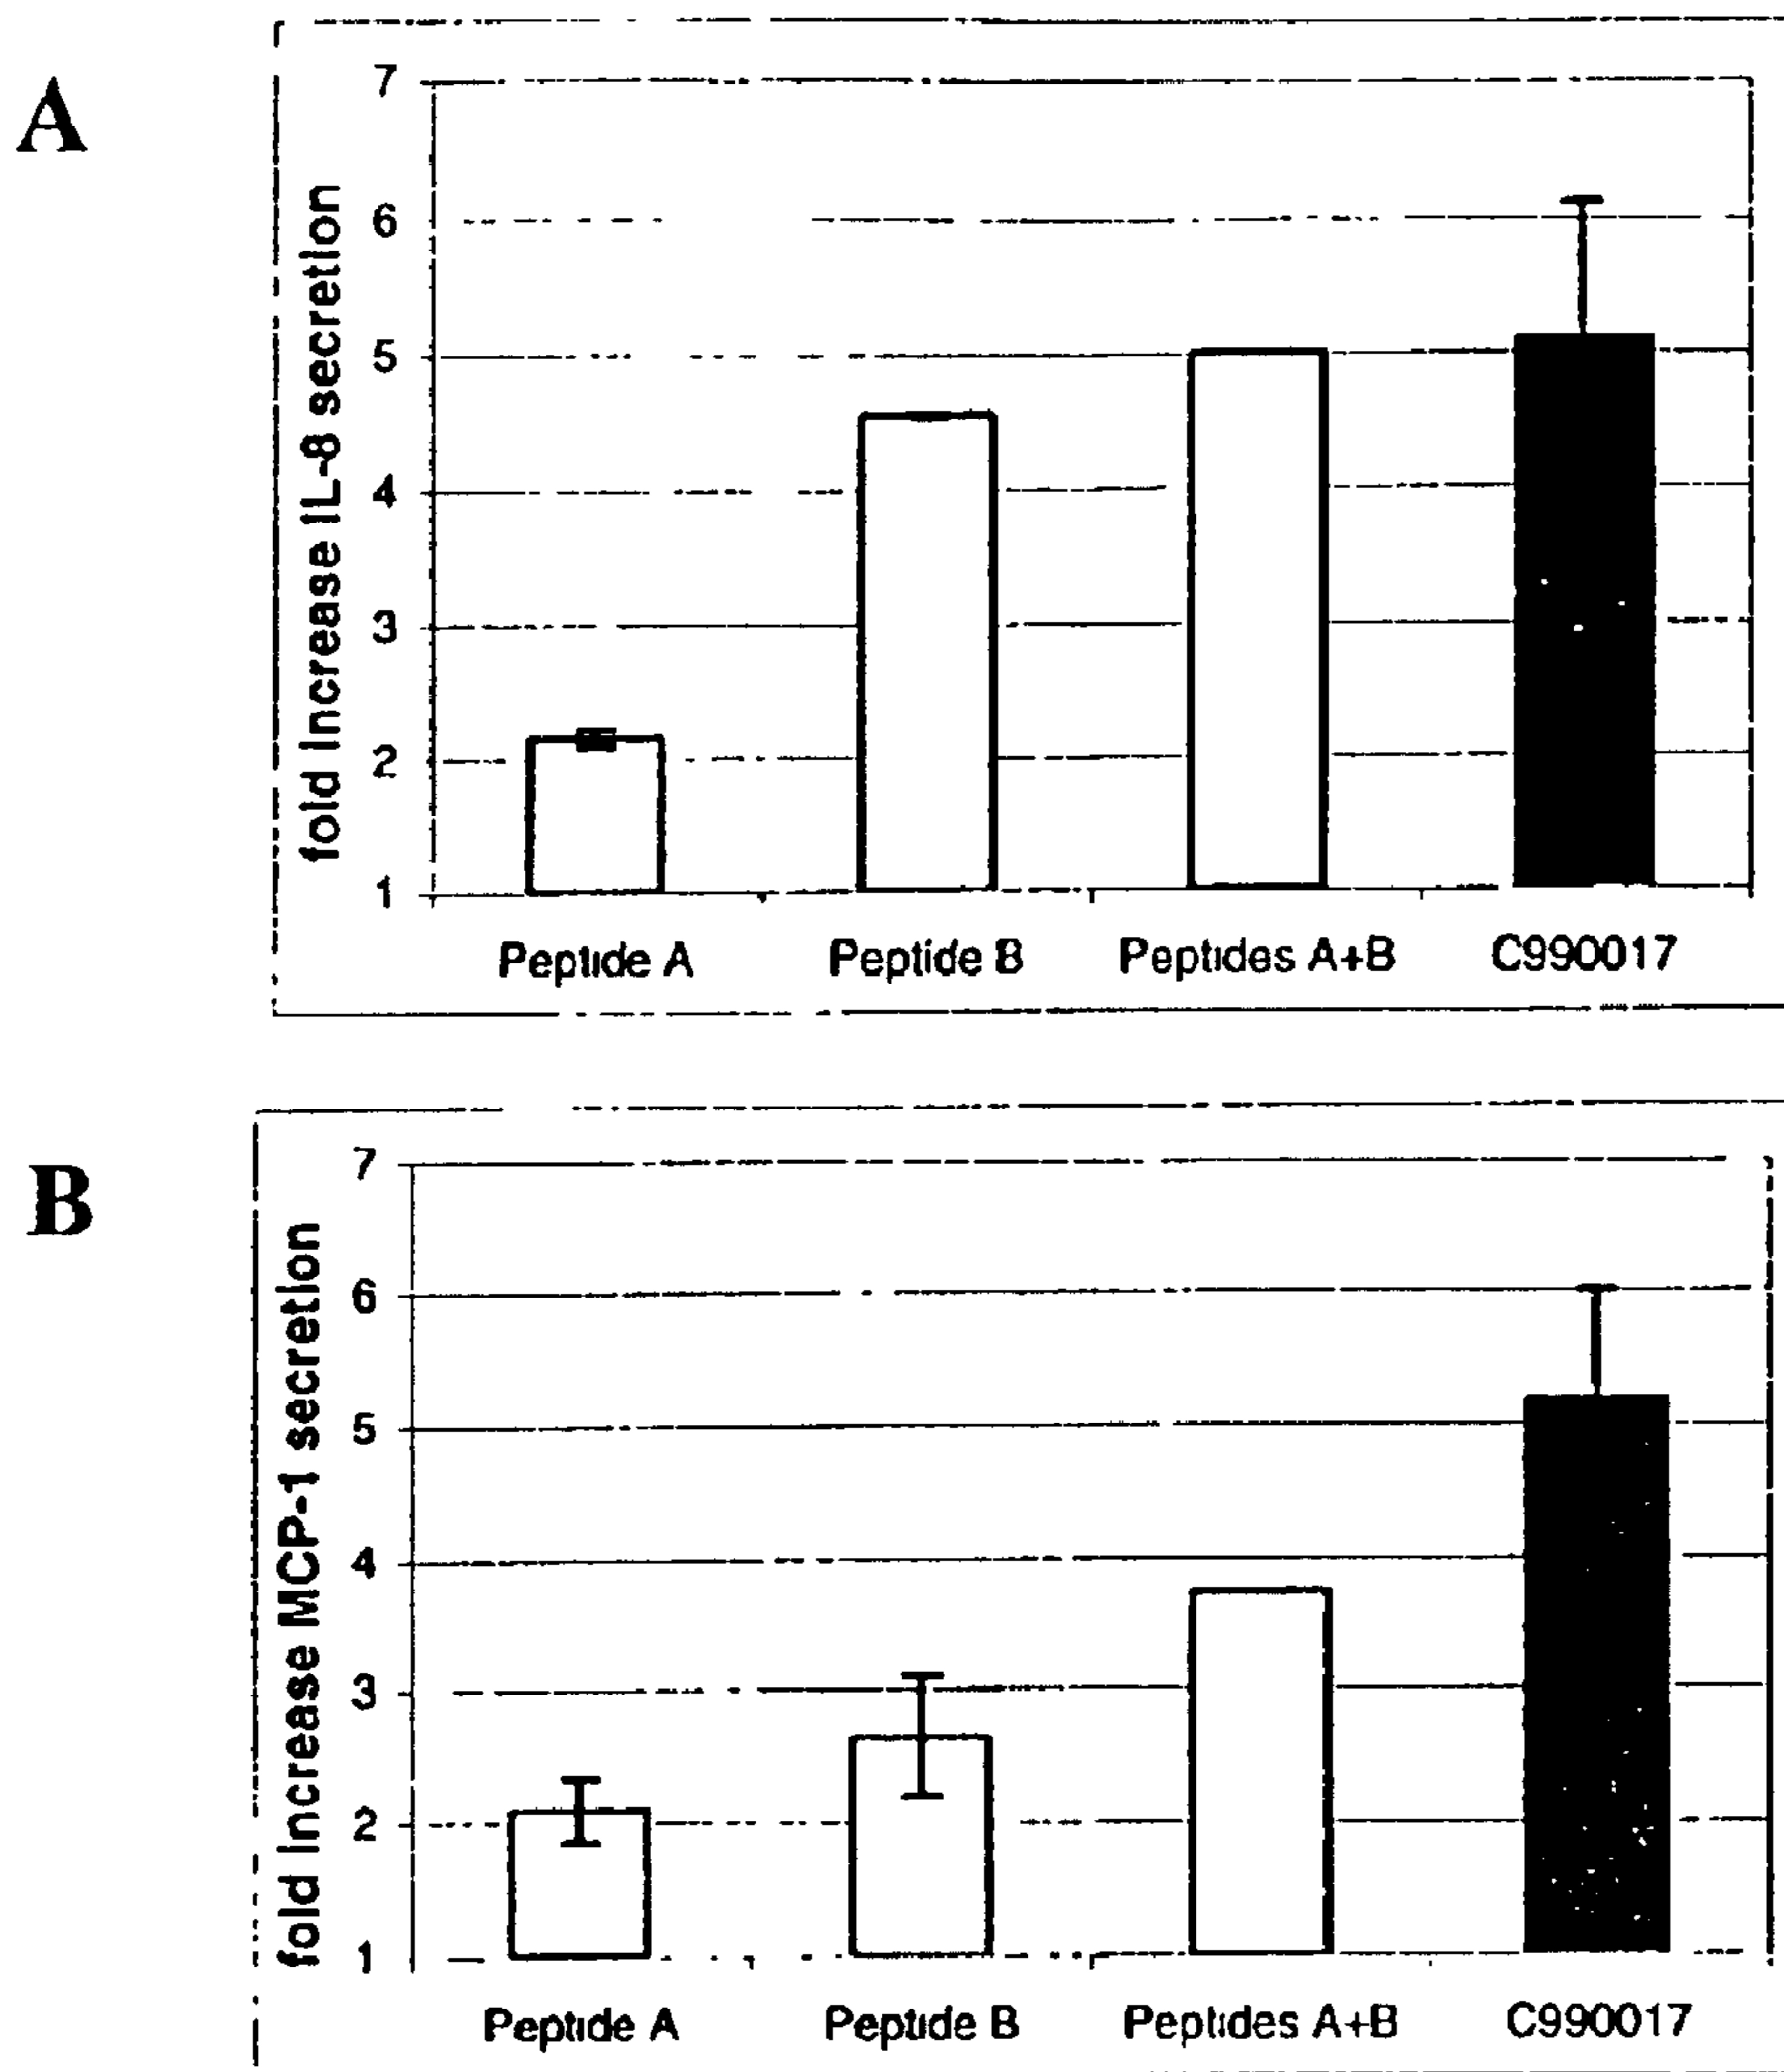 A
fold increase IL-8 secretion
7
6
5
4
3
2
1
Peptide A Peptide B Peptides A+B C990017
B
fold increase MCP-1 secretion
7
6
5
4
3
2
1
Peptide A Peptide B Peptides A+B C990017